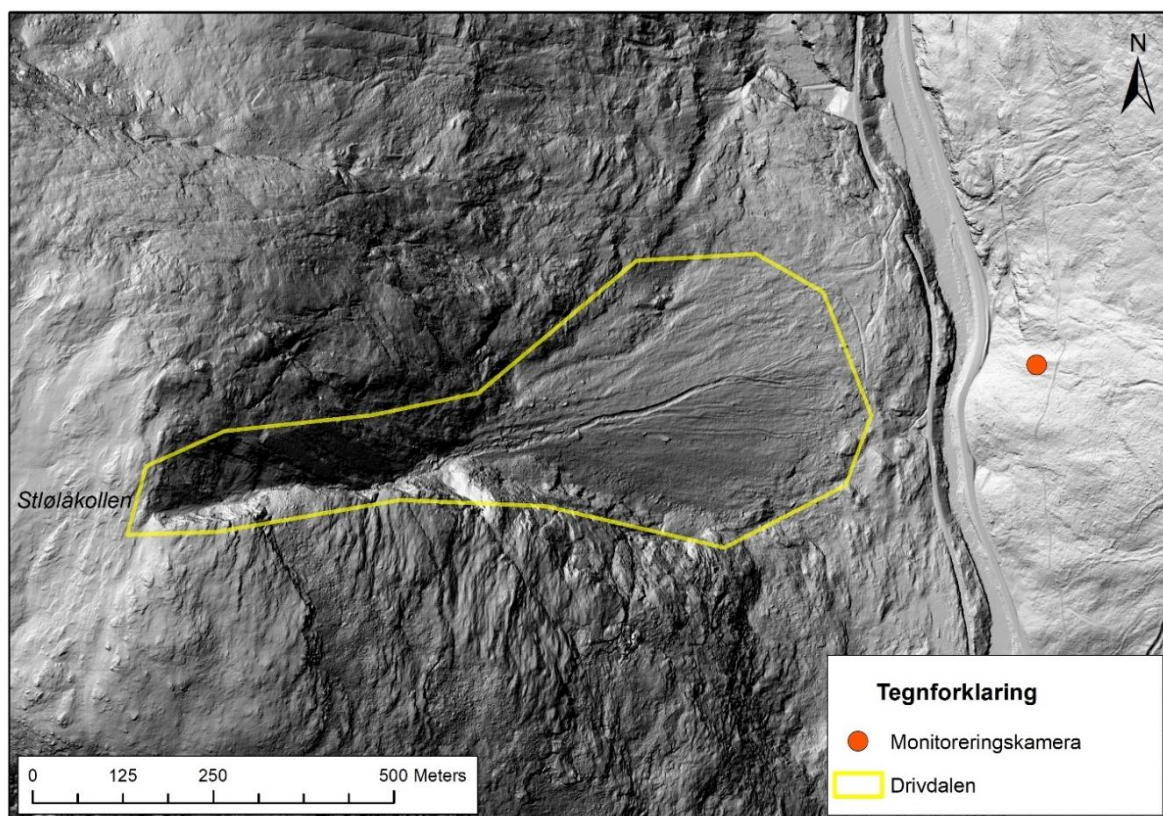 N
Stlølåkollen
Tegnforklaring
Monitoreringskamera
Drivdalen
0 125 250 500 Meters